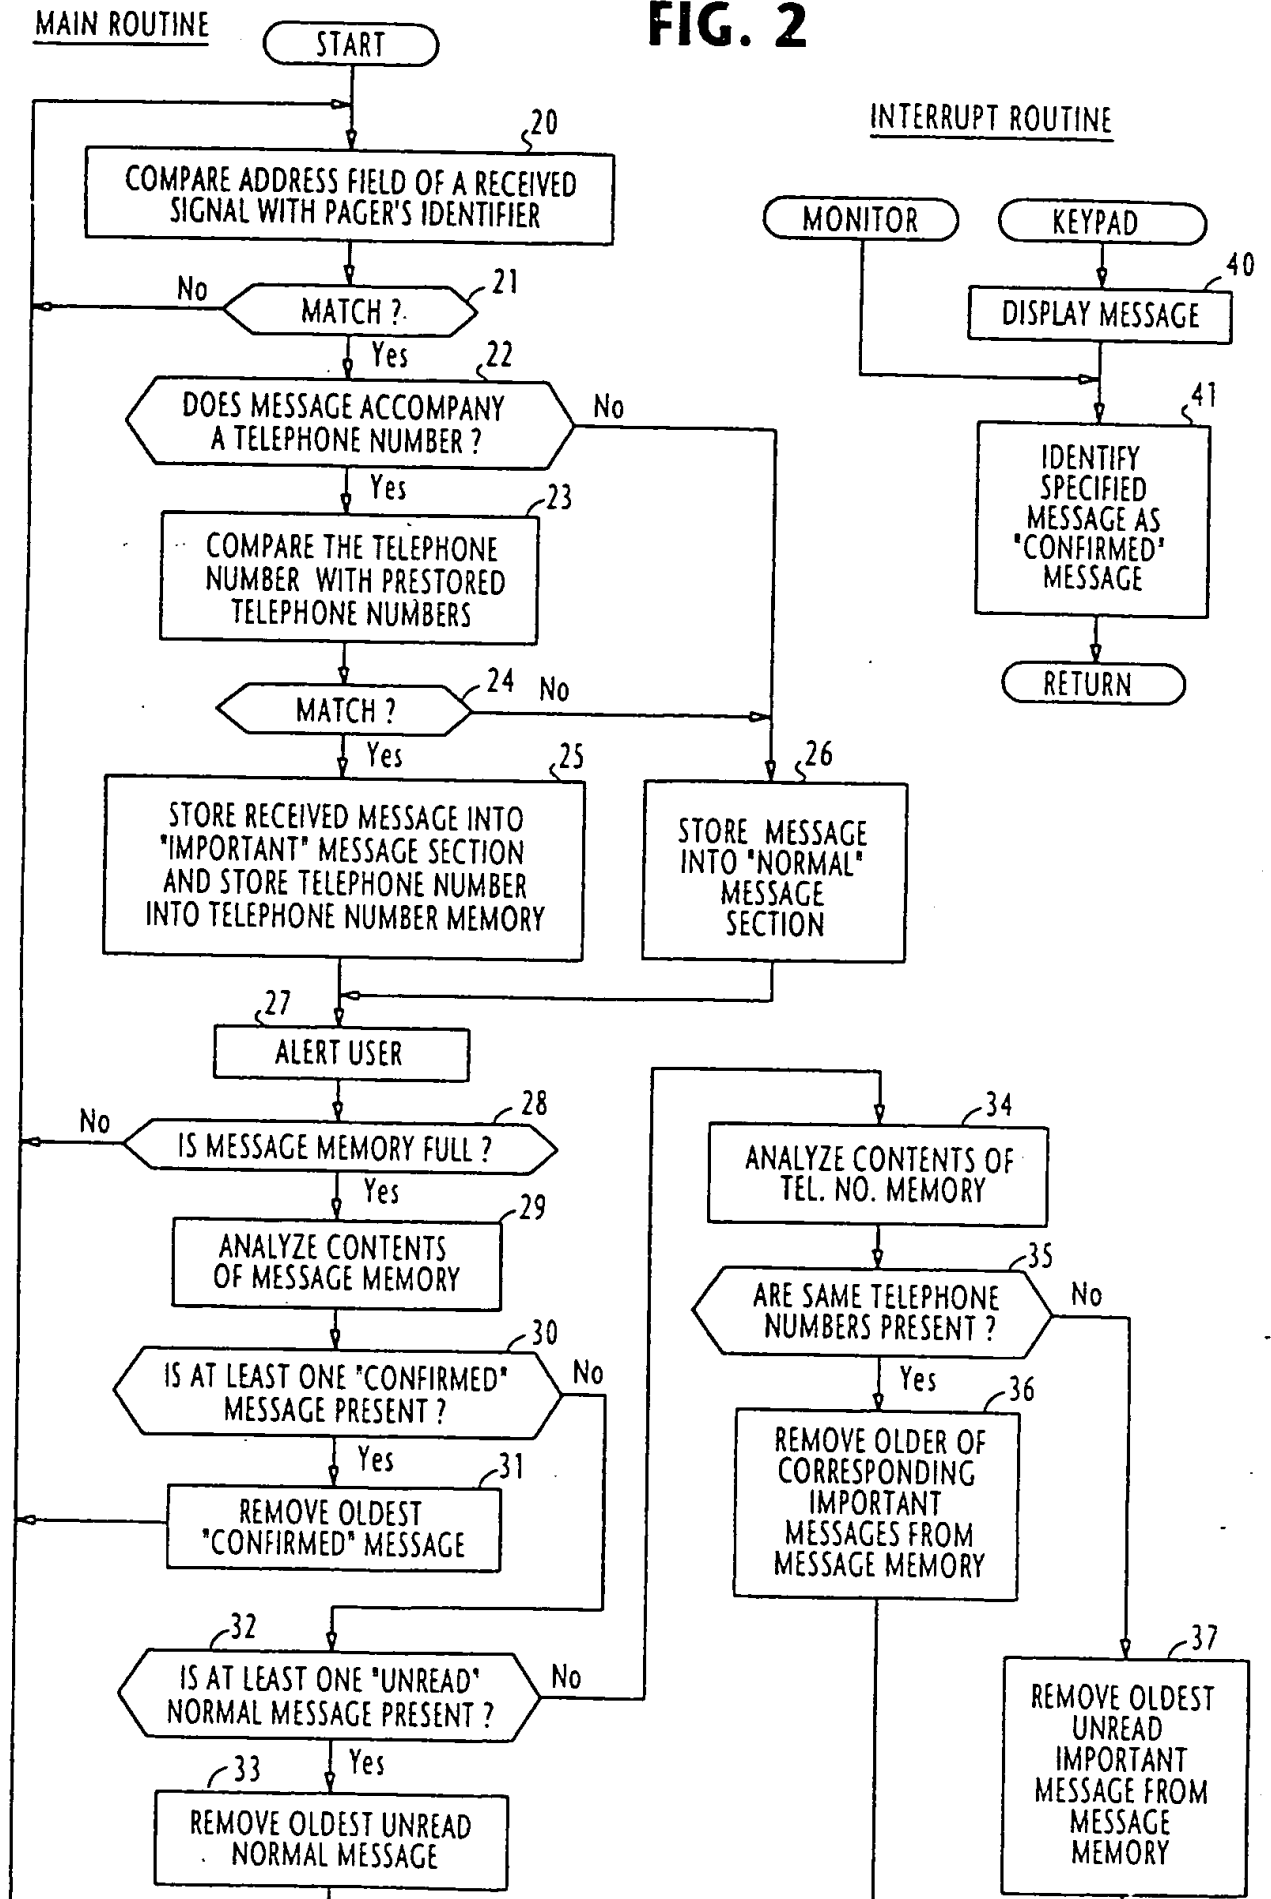 FIG. 2
MAIN ROUTINE
START
20
COMPARE ADDRESS FIELD OF A RECEIVED
SIGNAL WITH PAGER'S IDENTIFIER
No
21
MATCH ?
Yes
22
DOES MESSAGE ACCOMPANY
A TELEPHONE NUMBER ?
No
Yes
23
COMPARE THE TELEPHONE
NUMBER WITH PRESTORED
TELEPHONE NUMBERS
24
No
MATCH ?
Yes
25
STORE RECEIVED MESSAGE INTO
"IMPORTANT" MESSAGE SECTION
AND STORE TELEPHONE NUMBER
INTO TELEPHONE NUMBER MEMORY
26
STORE MESSAGE
INTO "NORMAL"
MESSAGE
SECTION
27
ALERT USER
28
No
IS MESSAGE MEMORY FULL ?
Yes
29
ANALYZE CONTENTS
OF MESSAGE MEMORY
30
IS AT LEAST ONE "CONFIRMED"
MESSAGE PRESENT ?
No
Yes
31
REMOVE OLDEST
"CONFIRMED" MESSAGE
32
IS AT LEAST ONE "UNREAD"
NORMAL MESSAGE PRESENT ?
No
Yes
33
REMOVE OLDEST UNREAD
NORMAL MESSAGE
34
ANALYZE CONTENTS OF
TEL. NO. MEMORY
35
ARE SAME TELEPHONE
NUMBERS PRESENT ?
No
Yes
36
REMOVE OLDER OF
CORRESPONDING
IMPORTANT
MESSAGES FROM
MESSAGE MEMORY
37
REMOVE OLDEST
UNREAD
IMPORTANT
MESSAGE FROM
MESSAGE
MEMORY
INTERRUPT ROUTINE
MONITOR
KEYPAD
40
DISPLAY MESSAGE
41
IDENTIFY
SPECIFIED
MESSAGE AS
"CONFIRMED"
MESSAGE
RETURN